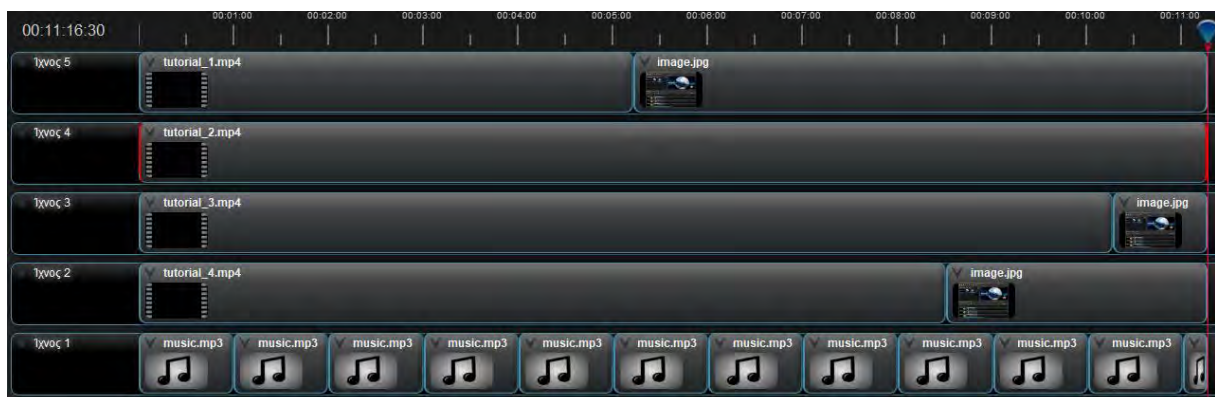 00:01:00 00:02:00 00:03:00 00:04:00 00:05:00 00:06:00 00:07:00 00:08:00 00:09:00 00:10:00 00:11:00
00:11:16:30
Ίχνος 5 tutorial_1.mp4 image.jpg
Ίχνος 4 tutorial_2.mp4
Ίχνος 3 tutorial_3.mp4 image.jpg
Ίχνος 2 tutorial_4.mp4 image.jpg
Ίχνος 1 music.mp3 music.mp3 music.mp3 music.mp3 music.mp3 music.mp3 music.mp3 music.mp3 music.mp3 music.mp3 music.mp3